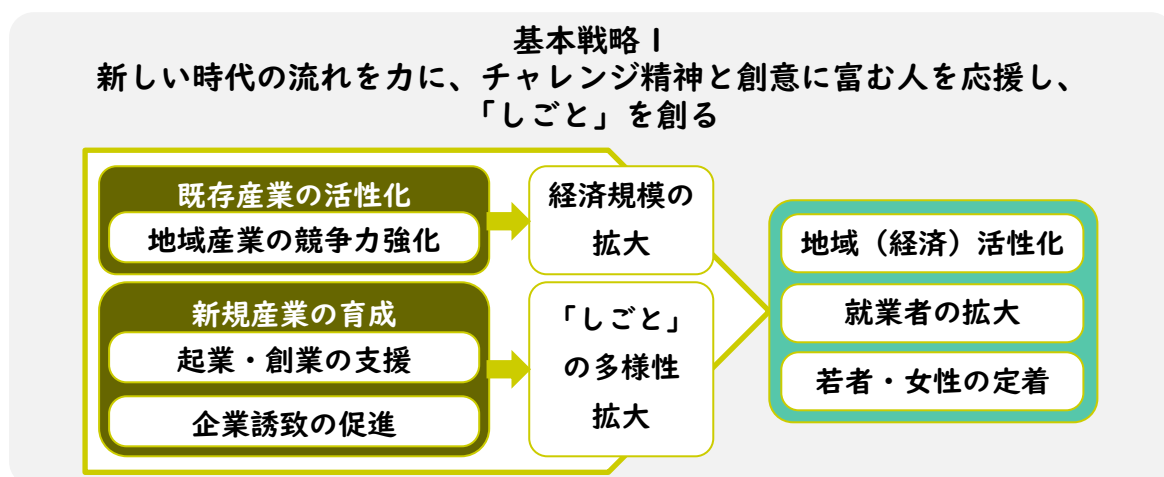 基本戦略Ⅰ
新しい時代の流れを力に、チャレンジ精神と創意に富む人を応援し、
「しごと」を創る
既存産業の活性化
地域産業の競争力強化
経済規模の
拡大
新規産業の育成
起業・創業の支援
企業誘致の促進
「しごと」
の多様性
拡大
地域（経済）活性化
就業者の拡大
若者・女性の定着